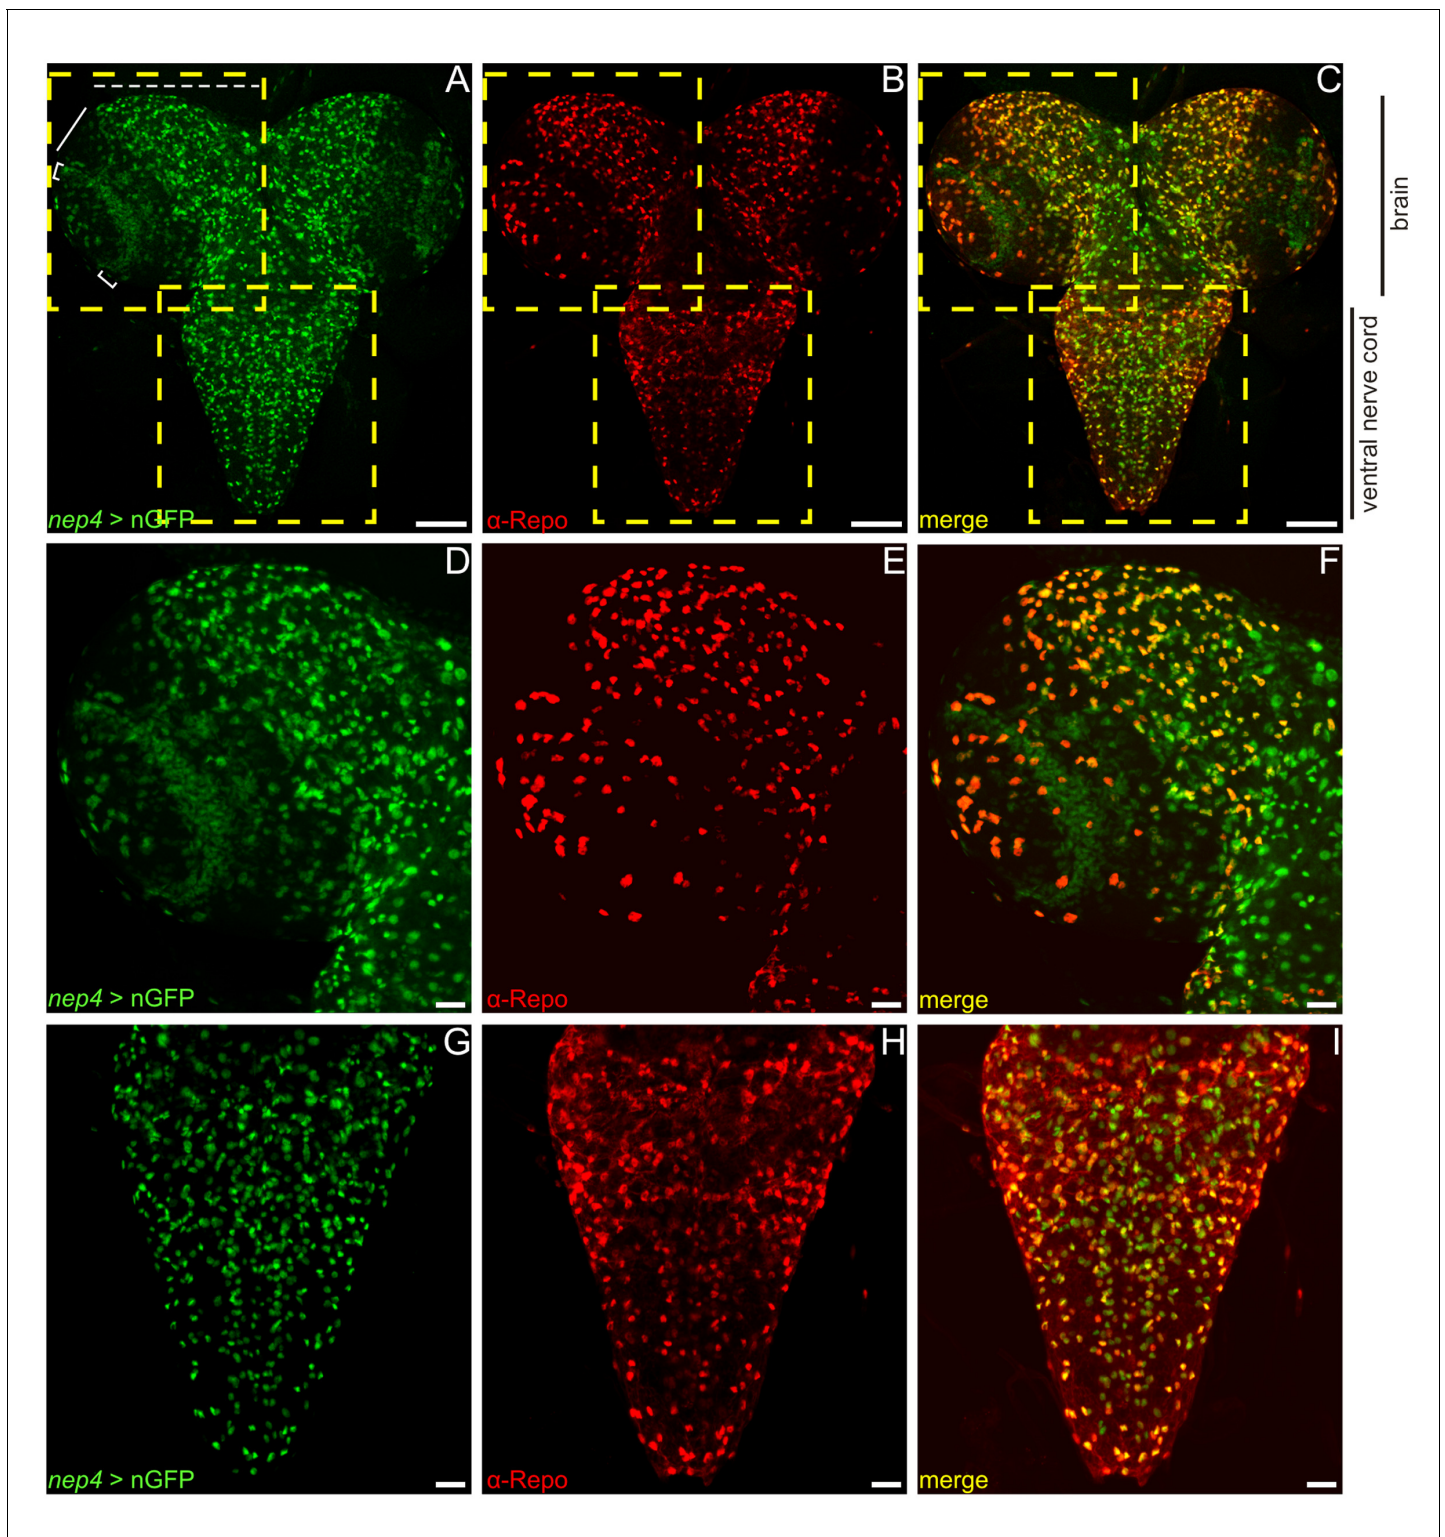 A
B
C
brain
ventral nerve cord
nep4 > nGFP
α-Repo
merge
D
E
F
nep4 > nGFP
α-Repo
merge
G
H
I
nep4 > nGFP
α-Repo
merge